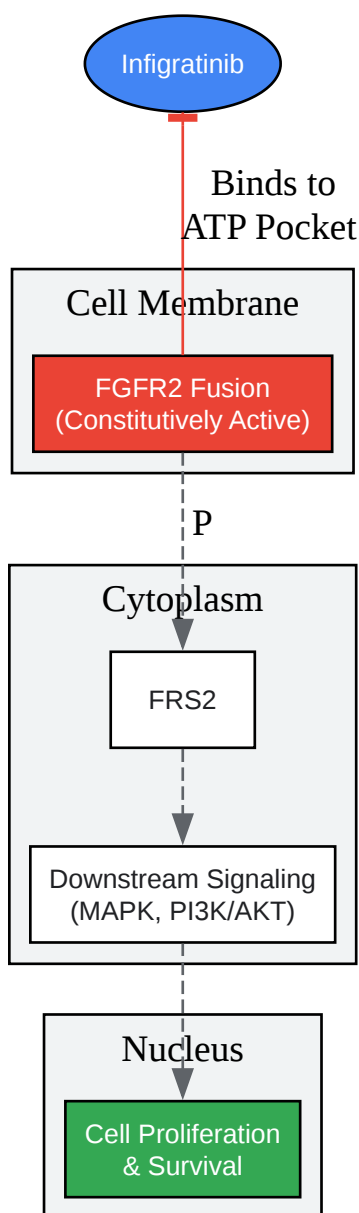 Infigratinib
Binds to
ATP Pocket
Cell Membrane
FGFR2 Fusion
(Constitutively Active)
P
Cytoplasm
FRS2
Downstream Signaling
(MAPK, PI3K/AKT)
Nucleus
Cell Proliferation
& Survival